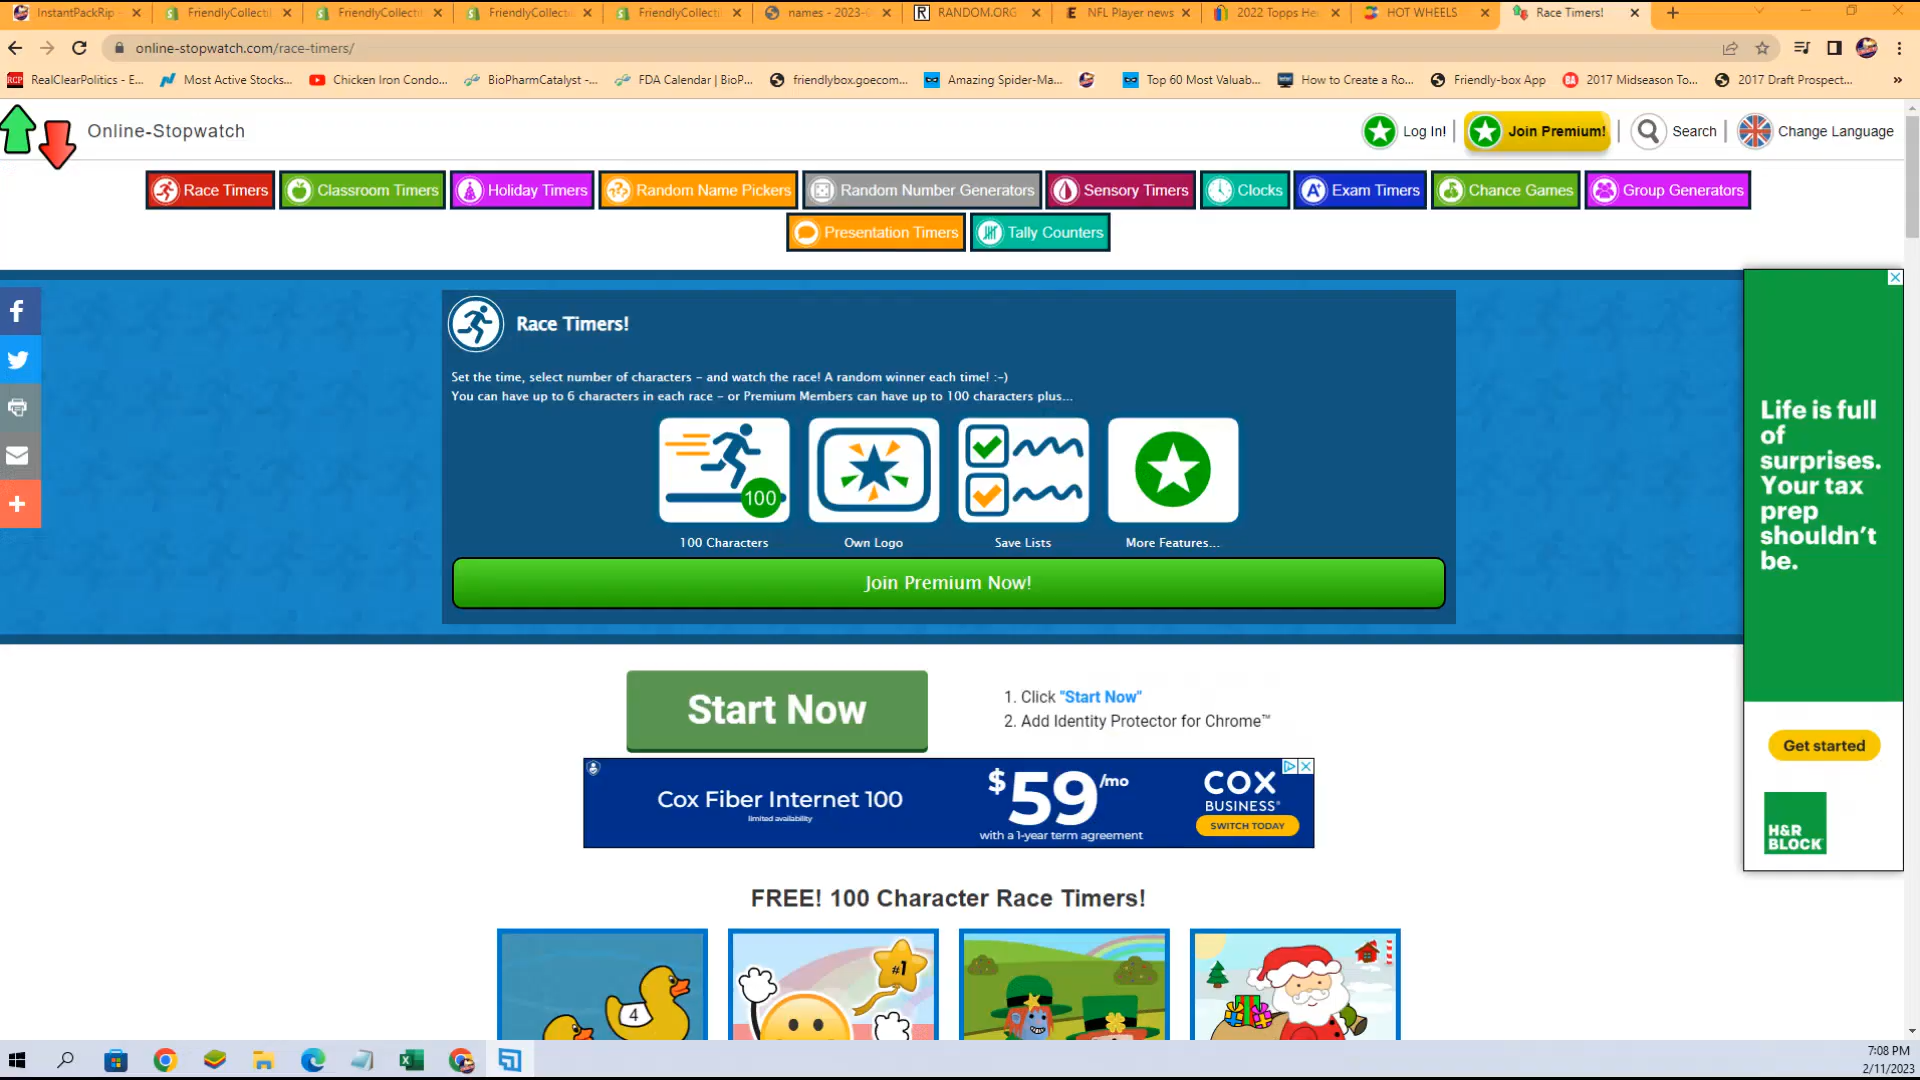 InstantPackRip
FriendlyCollecti
FriendlyCollecti
FriendlyCollecti
FriendlyCollecti
names - 2023-0
RANDOM.ORG
NFL Player news
2022 Topps He
HOT WHEELS
Race Timers!
online-stopwatch.com/race-timers/
RealClearPolitics - E...
Most Active Stocks...
Chicken Iron Condo...
BioPharmCatalyst -...
FDA Calendar | BioP...
friendlybox.goecom...
Amazing Spider-Ma...
Top 60 Most Valuab...
How to Create a Ro...
Friendly-box App
2017 Midseason To...
2017 Draft Prospect...
Online-Stopwatch
Log In!
Join Premium!
Search
Change Language
Race Timers
Classroom Timers
Holiday Timers
Random Name Pickers
Random Number Generators
Sensory Timers
Clocks
Exam Timers
Chance Games
Group Generators
Presentation Timers
Tally Counters
Race Timers!
Set the time, select number of characters - and watch the race! A random winner each time! :-)
You can have up to 6 characters in each race - or Premium Members can have up to 100 characters plus...
100
100 Characters
Own Logo
Save Lists
More Features...
Join Premium Now!
Life is full
of
surprises.
Your tax
prep
shouldn't
be.
Get started
H&R
BLOCK
Start Now
1. Click "Start Now"
2. Add Identity Protector for Chrome™
Cox Fiber Internet 100
limited availability
$59/mo
with a 1-year term agreement
COX
BUSINESS®
SWITCH TODAY
FREE! 100 Character Race Timers!
4
#1
7:08 PM
2/11/2023